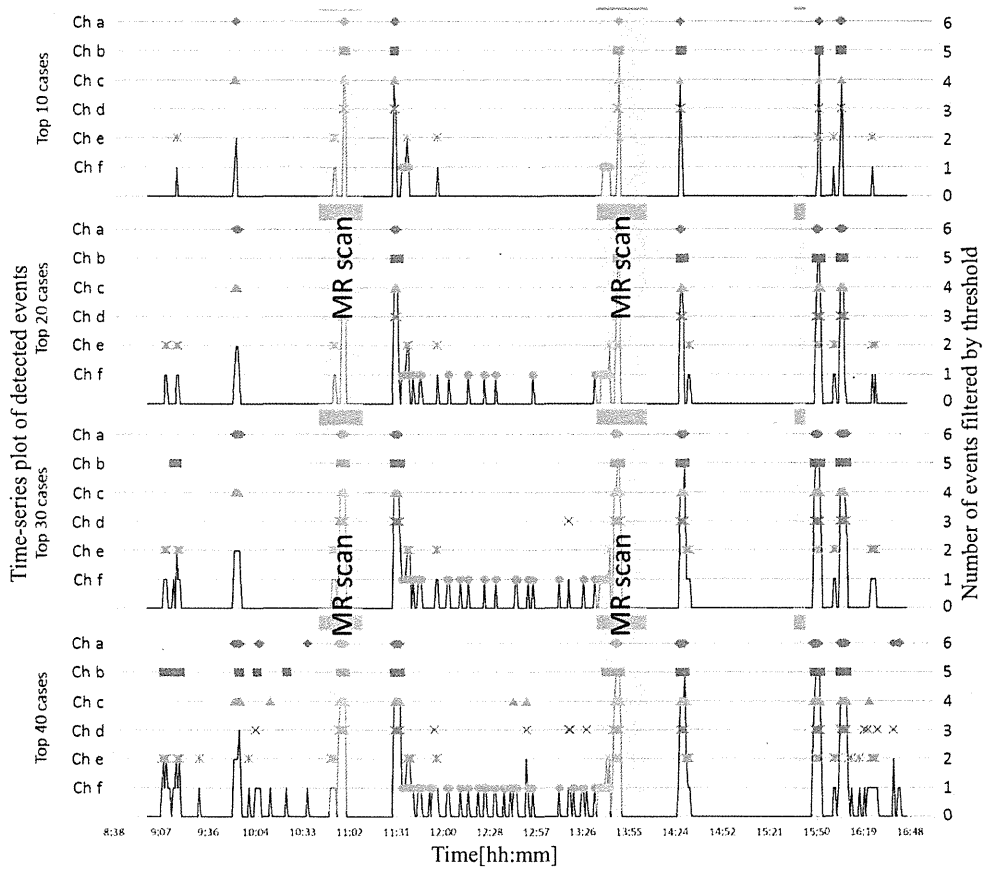 Time-series plot of detected events
Number of events filtered by threshold
Top 10 cases
Ch a 6
Ch b 5
Ch c 4
Ch d 3
Ch e 2
Ch f 1
0
MR scan MR scan
Top 20 cases
Ch a 6
Ch b 5
Ch c 4
Ch d 3
Ch e 2
Ch f 1
0
Top 30 cases
Ch a 6
Ch b 5
Ch c 4
Ch d 3
Ch e 2
Ch f 1
0
MR scan MR scan
Top 40 cases
Ch a 6
Ch b 5
Ch c 4
Ch d 3
Ch e 2
Ch f 1
0
8:38 9:07 9:36 10:04 10:33 11:02 11:31 12:00 12:28 12:57 13:26 13:55 14:24 14:52 15:21 15:50 16:19 16:48
Time[hh:mm]